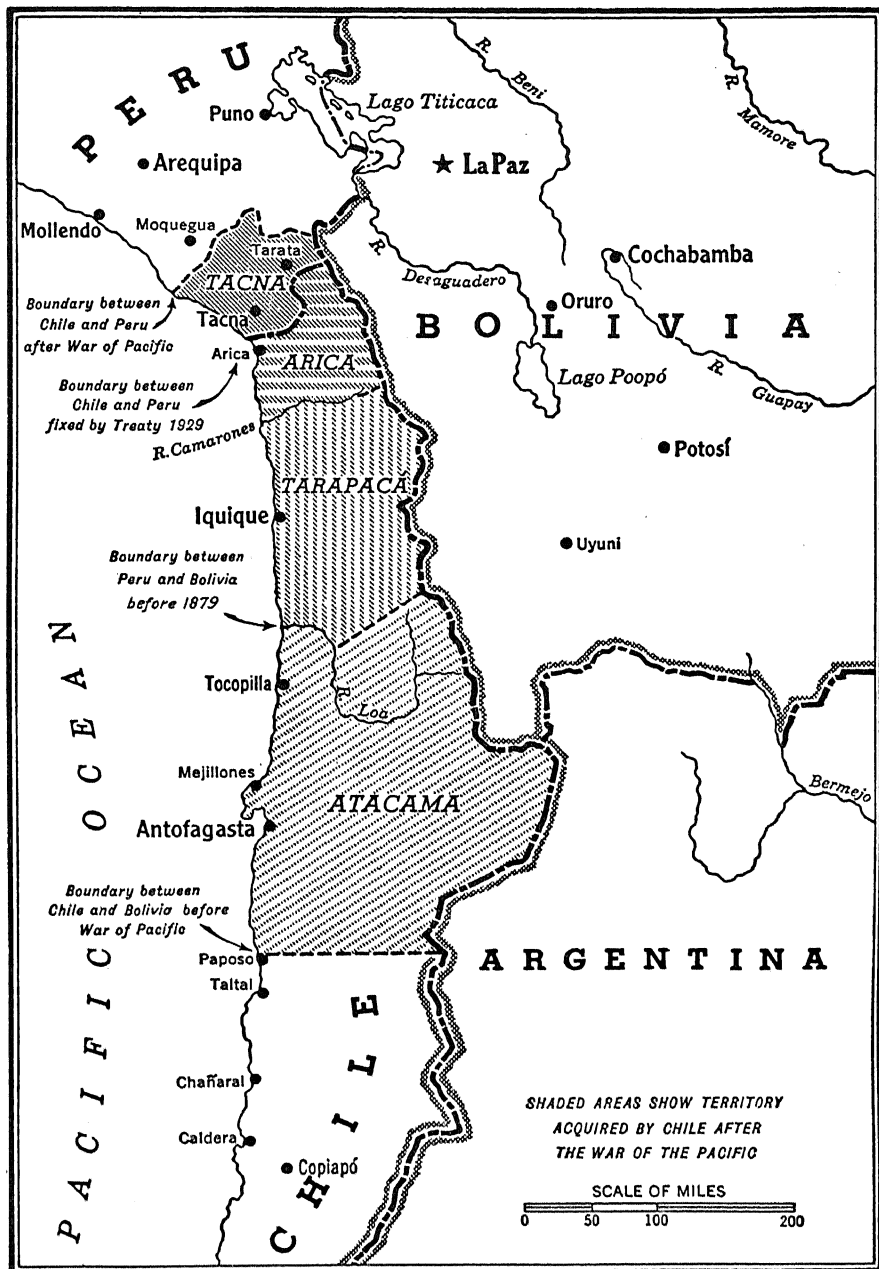 PERU
Puno
Lago Titicaca
R. Beni
R. Mamore
Arequipa
La Paz
Mollendo
Moquegua
Tarata
TACNA
Tacna
R. Desaguadero
Cochabamba
Oruro
BOLIVIA
Boundary between
Chile and Peru
after War of Pacific
Arica
ARICA
Lago Poopó
R. Guapay
Boundary between
Chile and Peru
fixed by Treaty 1929
R. Camarones
Potosí
TARAPACÁ
Iquique
Uyuni
Boundary between
Peru and Bolivia
before 1879
Tocopilla
R. Loa
Mejillones
ATACAMA
Bermejo
Antofagasta
Boundary between
Chile and Bolivia before
War of Pacific
Paposo
Taltal
ARGENTINA
PACIFIC OCEAN
CHILE
Chañaral
Caldera
Copiapó
SHADED AREAS SHOW TERRITORY
ACQUIRED BY CHILE AFTER
THE WAR OF THE PACIFIC
SCALE OF MILES
0 50 100 200